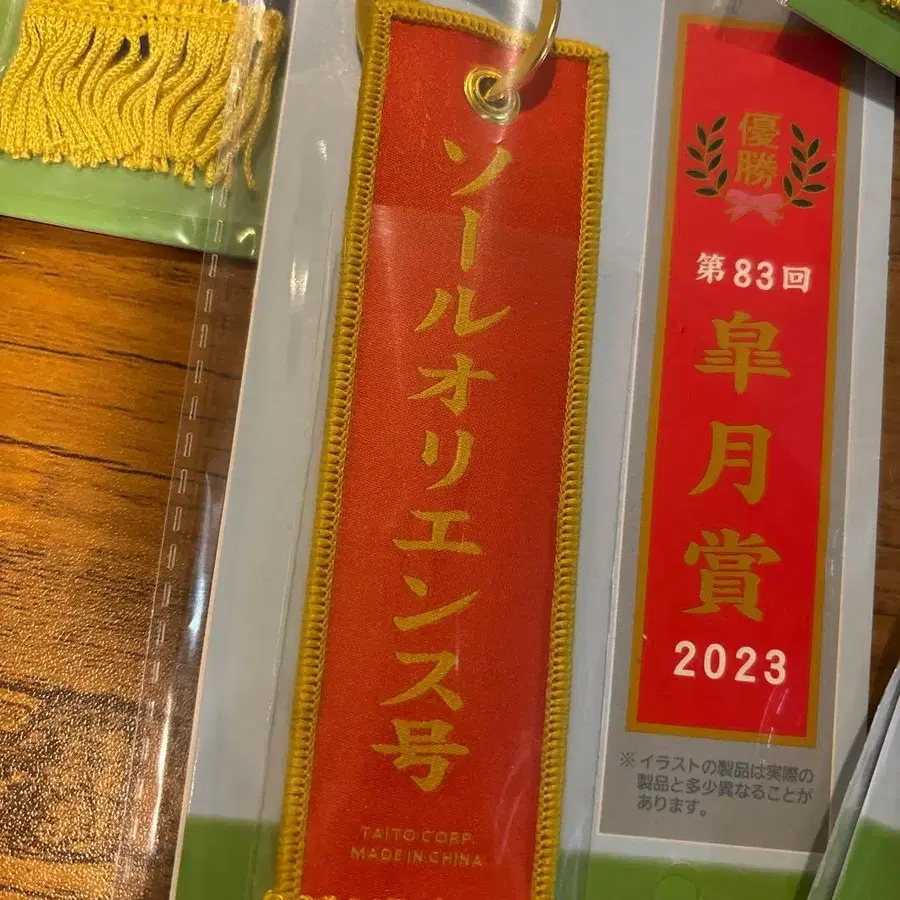 ソールオリエンス号
TAITO CORP.
MADE IN CHINA
優勝
第83回
皐月賞
2023
※イラストの製品は実際の
製品と多少異なることが
あります。